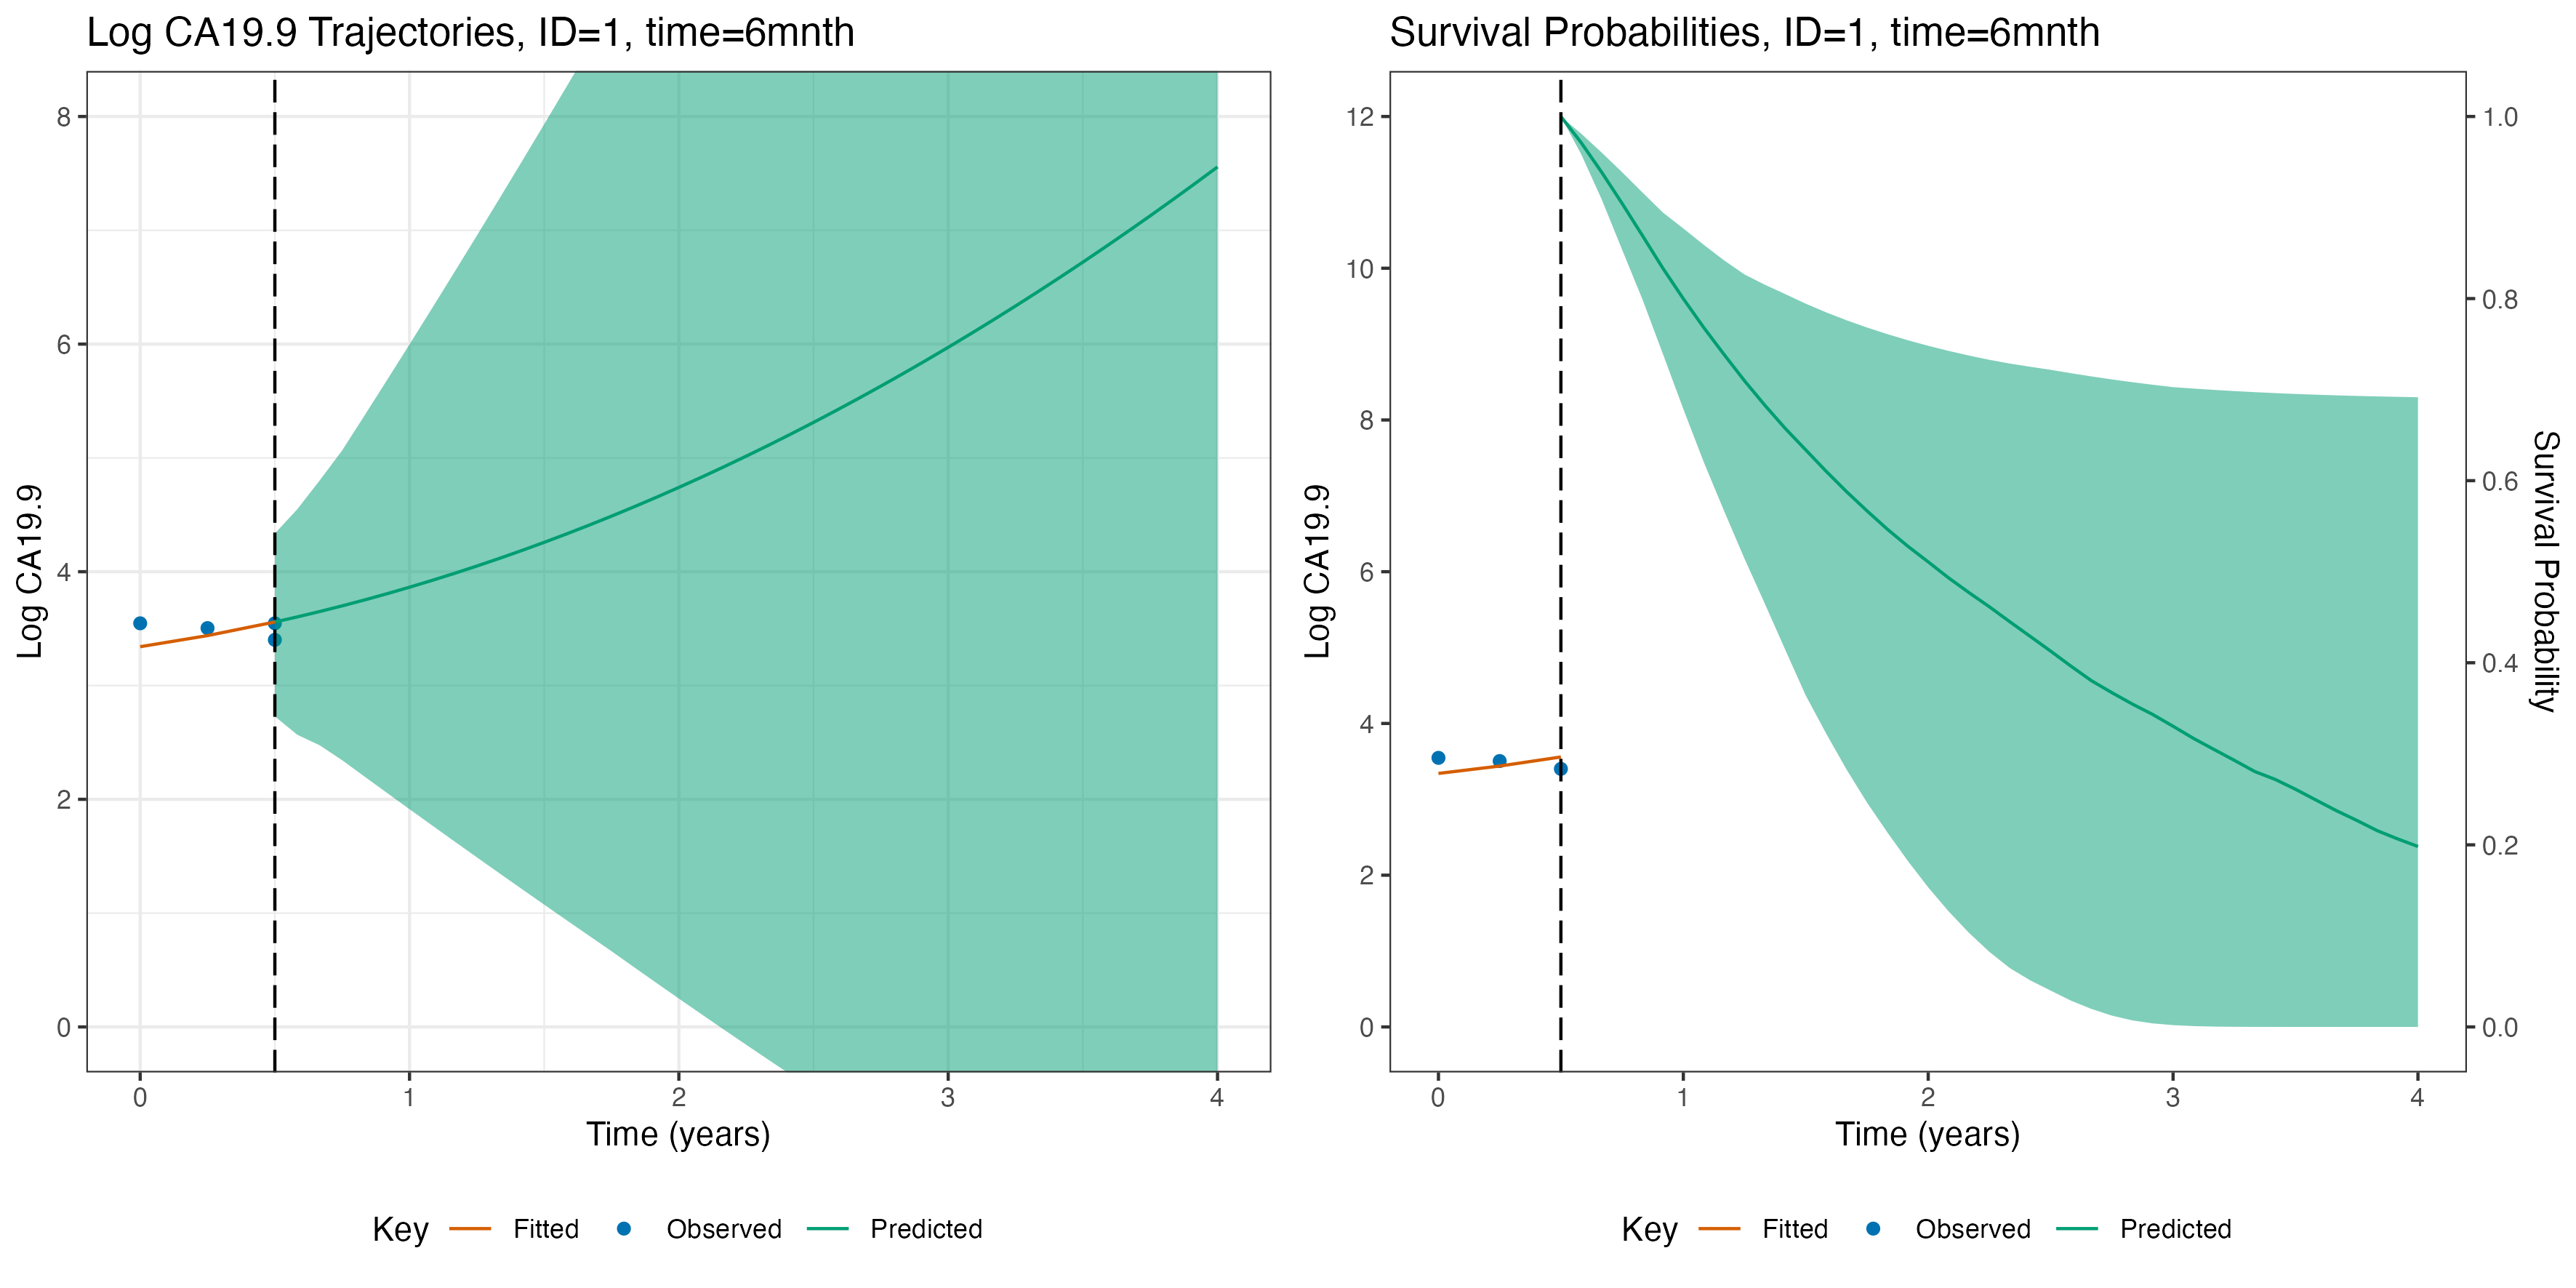 Log CA19.9 Trajectories, ID=1, time=6mnth
8
6
4
2
0
Log CA19.9
0 1 2 3 4
Time (years)
Key Fitted Observed Predicted
Survival Probabilities, ID=1, time=6mnth
12
10
8
6
4
2
0
Log CA19.9
1.0
0.8
0.6
0.4
0.2
0.0
Survival Probability
0 1 2 3 4
Time (years)
Key Fitted Observed Predicted